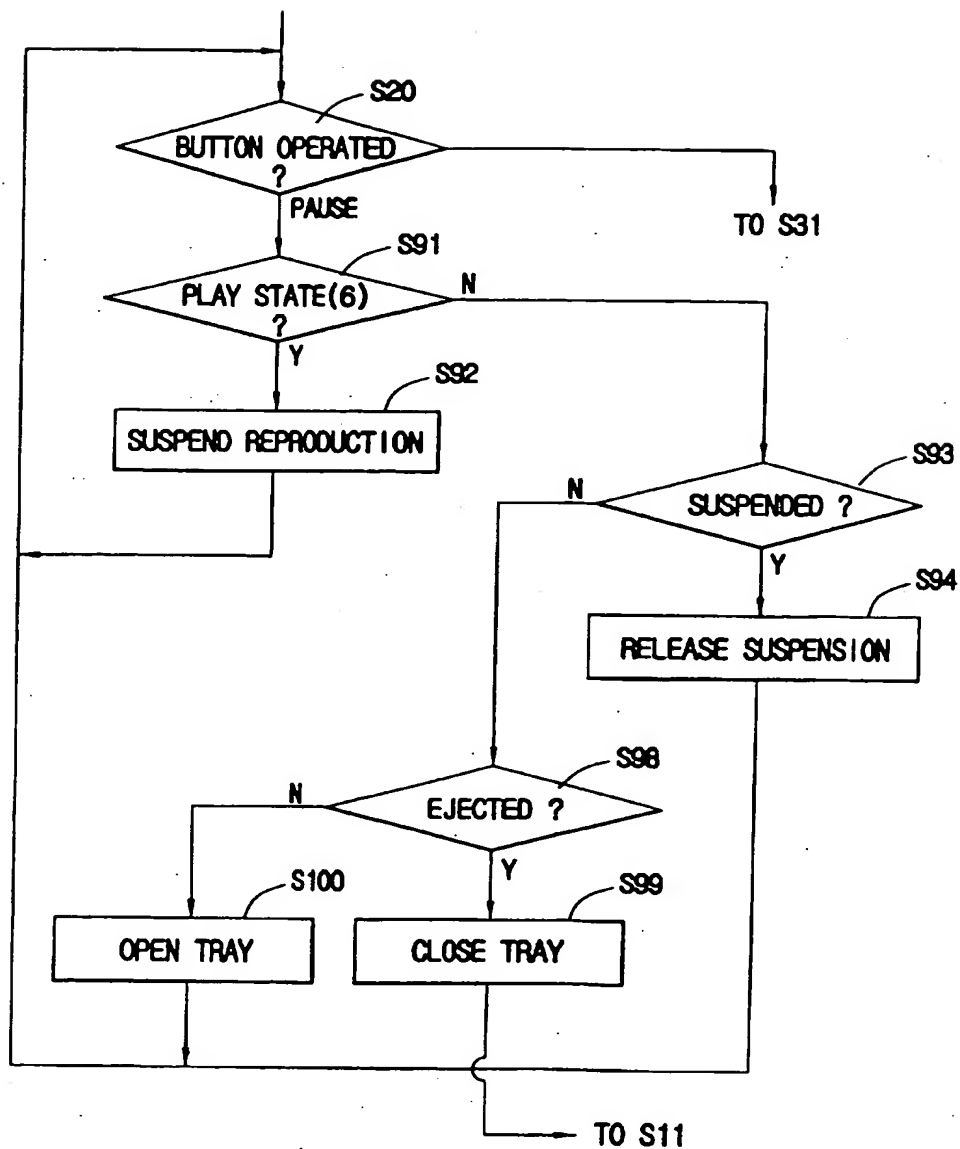 S20
BUTTON OPERATED
?
PAUSE
TO S31
S91
PLAY STATE(6)
?
N
Y
S92
SUSPEND REPRODUCTION
S93
N
SUSPENDED ?
Y
S94
RELEASE SUSPENSION
S98
N
EJECTED ?
Y
S100
S99
OPEN TRAY
CLOSE TRAY
TO S11